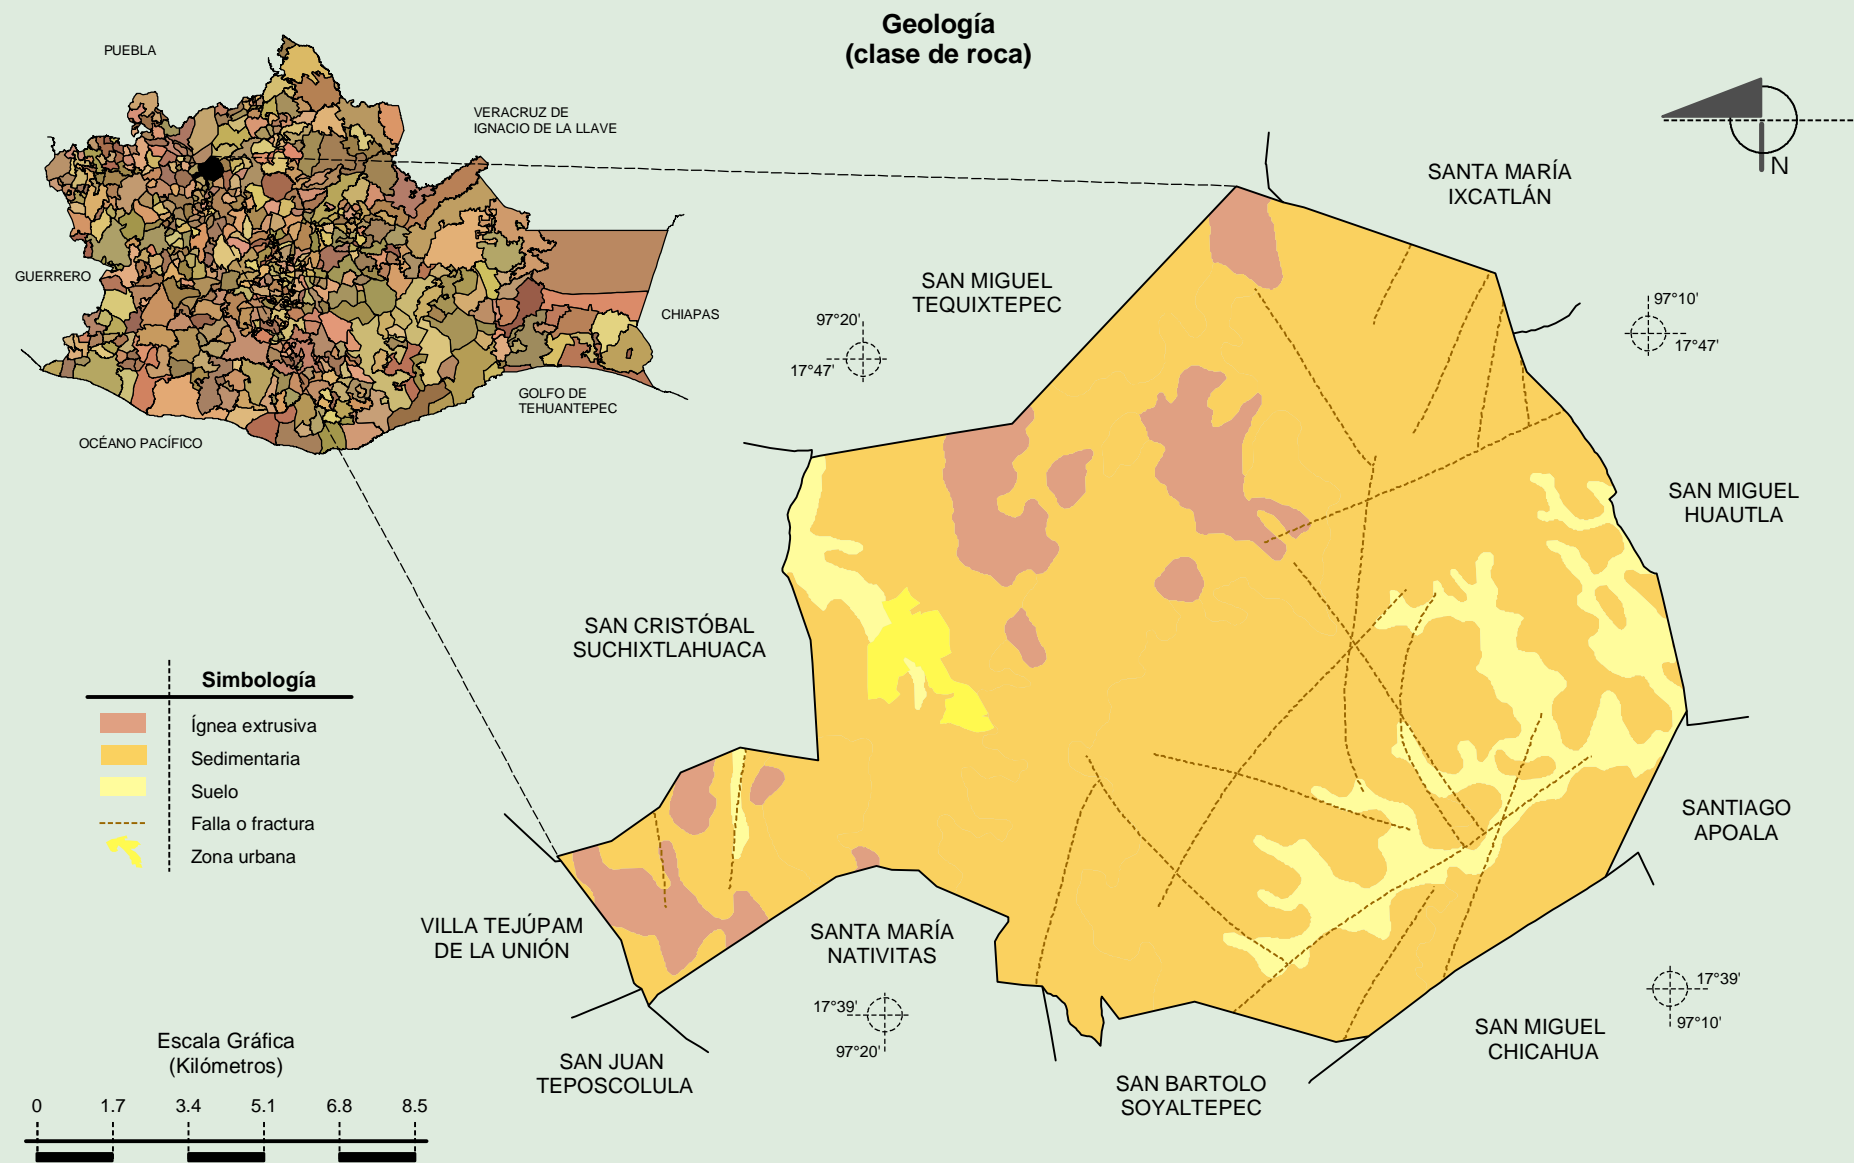 Geología
(clase de roca)
PUEBLA
VERACRUZ DE
IGNACIO DE LA LLAVE
GUERRERO
CHIAPAS
GOLFO DE
TEHUANTEPEC
OCÉANO PACÍFICO
N
SANTA MARÍA
IXCATLÁN
SAN MIGUEL
TEQUIXTEPEC
97°20'
17°47'
97°10'
17°47'
SAN MIGUEL
HUAUTLA
SAN CRISTÓBAL
SUCHIXTLAHUACA
Simbología
Ígnea extrusiva
Sedimentaria
Suelo
Falla o fractura
Zona urbana
SANTIAGO
APOALA
VILLA TEJÚPAM
DE LA UNIÓN
SANTA MARÍA
NATIVITAS
17°39'
97°20'
17°39'
97°10'
SAN MIGUEL
CHICAHUA
SAN JUAN
TEPOSCOLULA
SAN BARTOLO
SOYALTEPEC
Escala Gráfica
(Kilómetros)
0 1.7 3.4 5.1 6.8 8.5